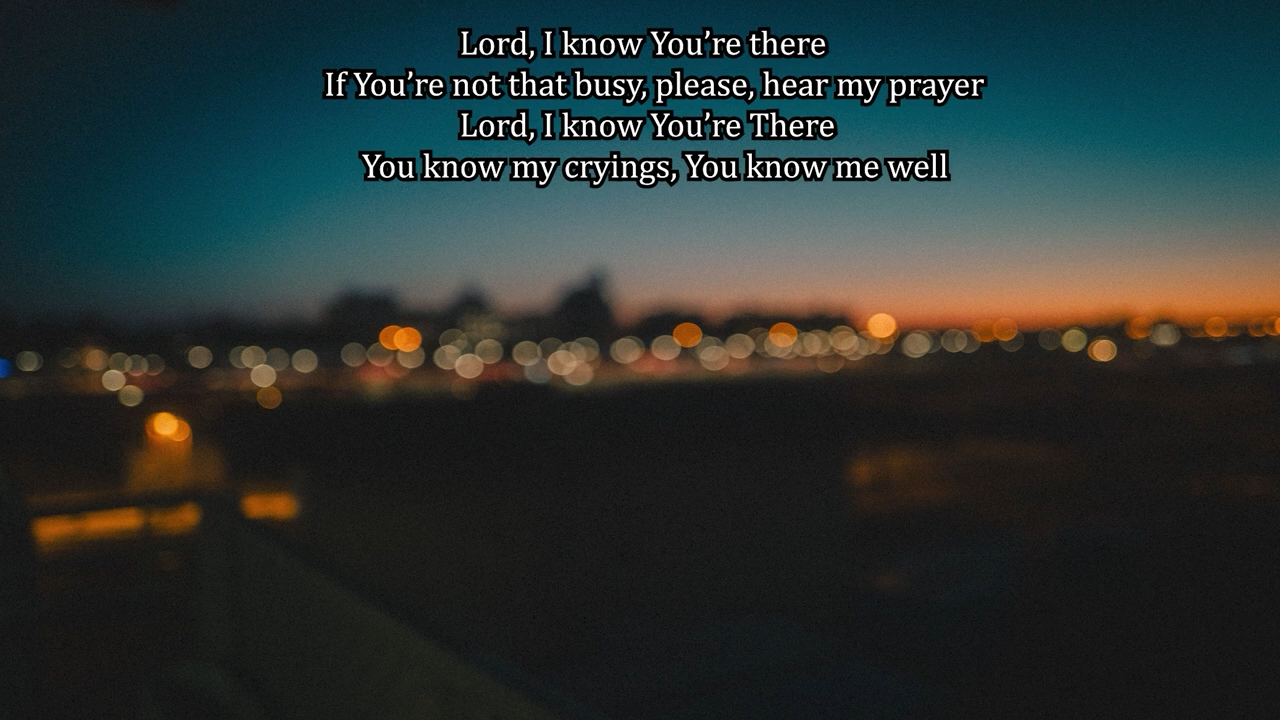 Lord, I know You’re there
If You’re not that busy, please, hear my prayer
Lord, I know You’re There
You know my cryings, You know me well